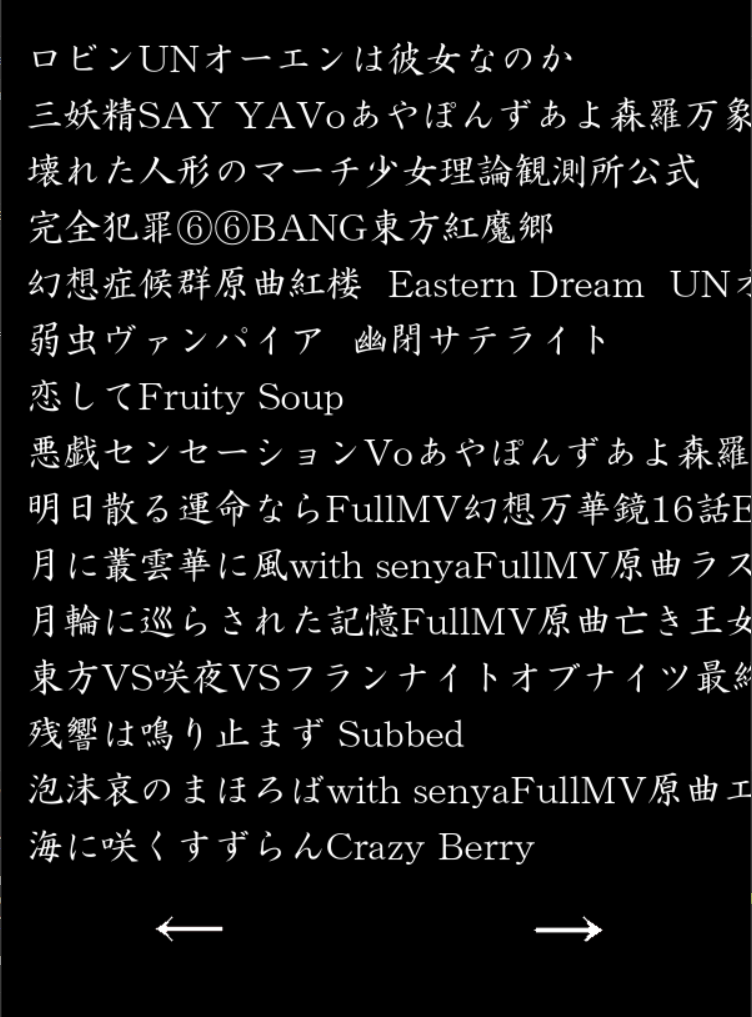 ロビンUNオーエンは彼女なのか
三妖精SAY YAVoあやぽんずあよ森羅万象
壊れた人形のマーチ少女理論観測所公式
完全犯罪⑥⑥BANG東方紅魔郷
幻想症候群原曲紅楼  Eastern Dream  UNオ
弱虫ヴァンパイア  幽閉サテライト
恋してFruity Soup
悪戯センセーションVoあやぽんずあよ森羅
明日散る運命ならFullMV幻想万華鏡16話E
月に叢雲華に風with senyaFullMV原曲ラス
月輪に巡らされた記憶FullMV原曲亡き王女
東方VS咲夜VSフランナイトオブナイツ最終
残響は鳴り止まず Subbed
泡沫哀のまほろばwith senyaFullMV原曲エ
海に咲くすずらんCrazy Berry
← →